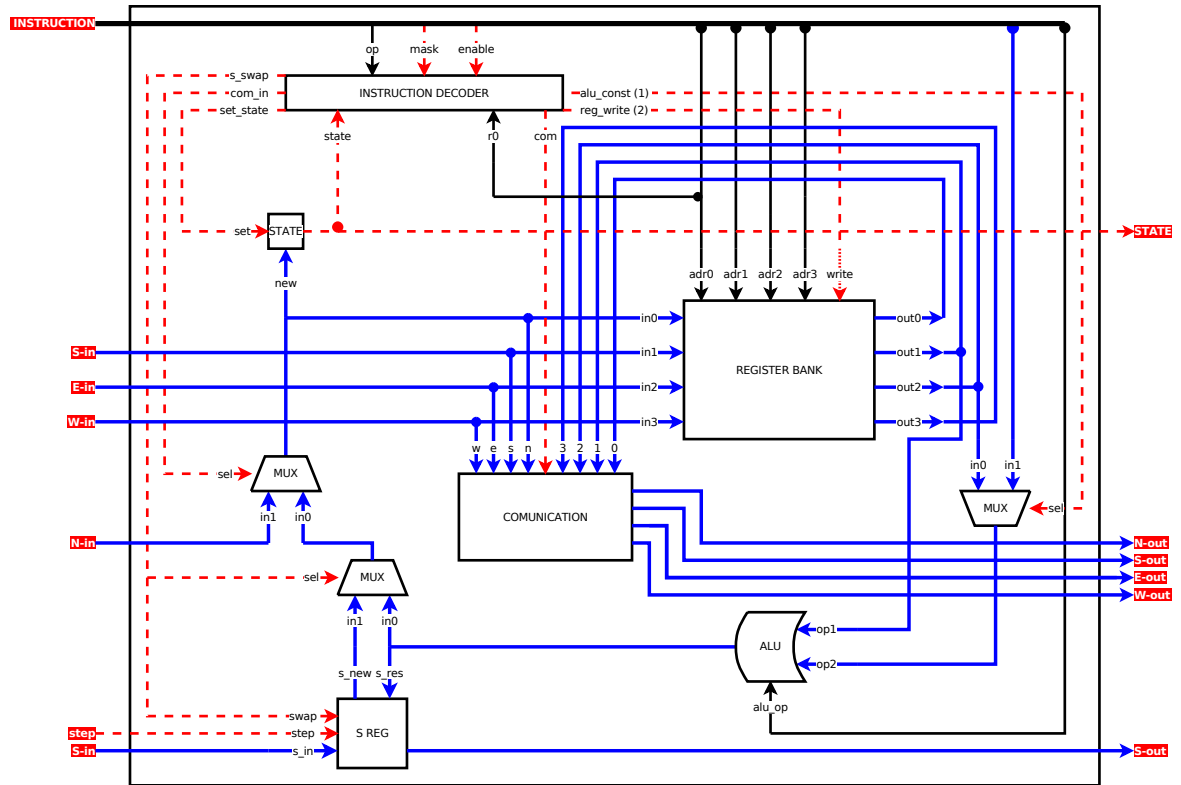 INSTRUCTION
op
mask
enable
s_swap
com_in
set_state
INSTRUCTION DECODER
alu_const (1)
reg_write (2)
state
r0
com
set
STATE
STATE
new
adr0
adr1
adr2
adr3
write
in0
out0
S-in
in1
out1
REGISTER BANK
E-in
in2
out2
W-in
in3
out3
w
e
s
n
3
2
1
0
in0
in1
sel
MUX
in1
in0
COMUNICATION
MUX
sel
N-in
N-out
S-out
E-out
W-out
sel
MUX
in1
in0
op1
ALU
op2
s_new
s_res
alu_op
swap
step
step
S REG
S-in
s_in
S-out